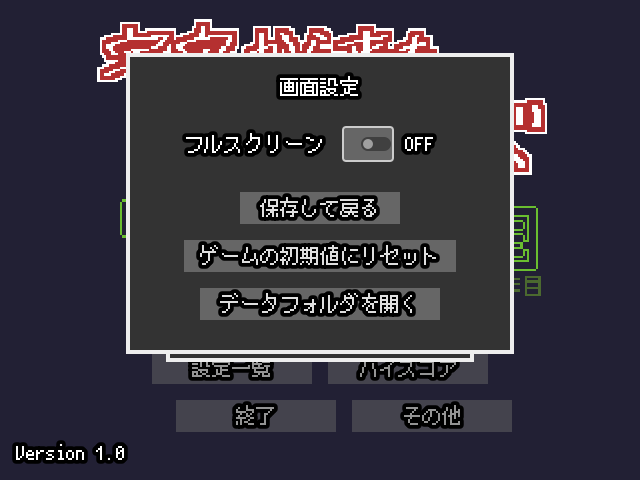 画面設定
フルスクリーン OFF
保存して戻る
ゲームの初期値にリセット
データフォルダを開く
設定一覧 ハイスコア
終了 その他
Version 1.0